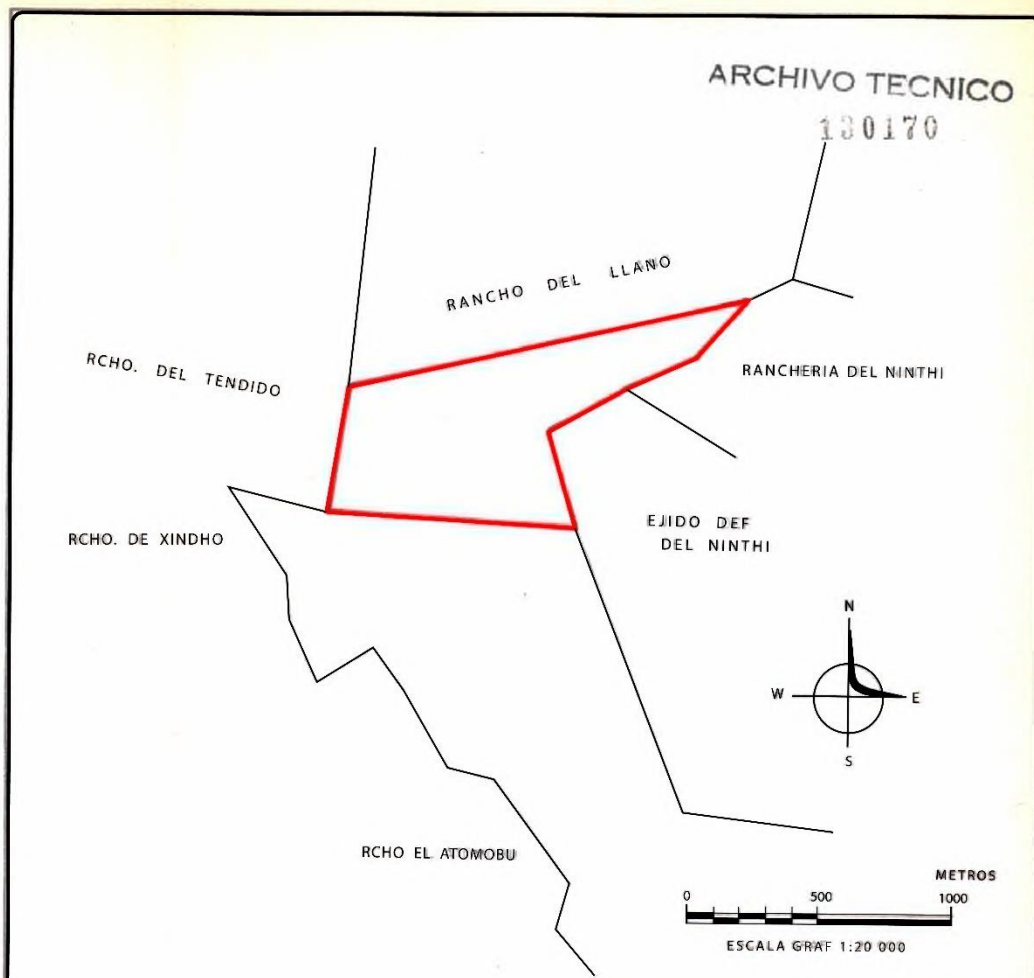 ARCHIVO TECNICO
130170
RANCHO DEL LLANO
RCHO. DEL TENDIDO
RANCHERIA DEL NINTHI
RCHO. DE XINDHO
EJIDO DEF
DEL NINTHI
N
W E
S
RCHO EL ATOMOBU
METROS
0 500 1000
ESCALA GRAF 1:20 000